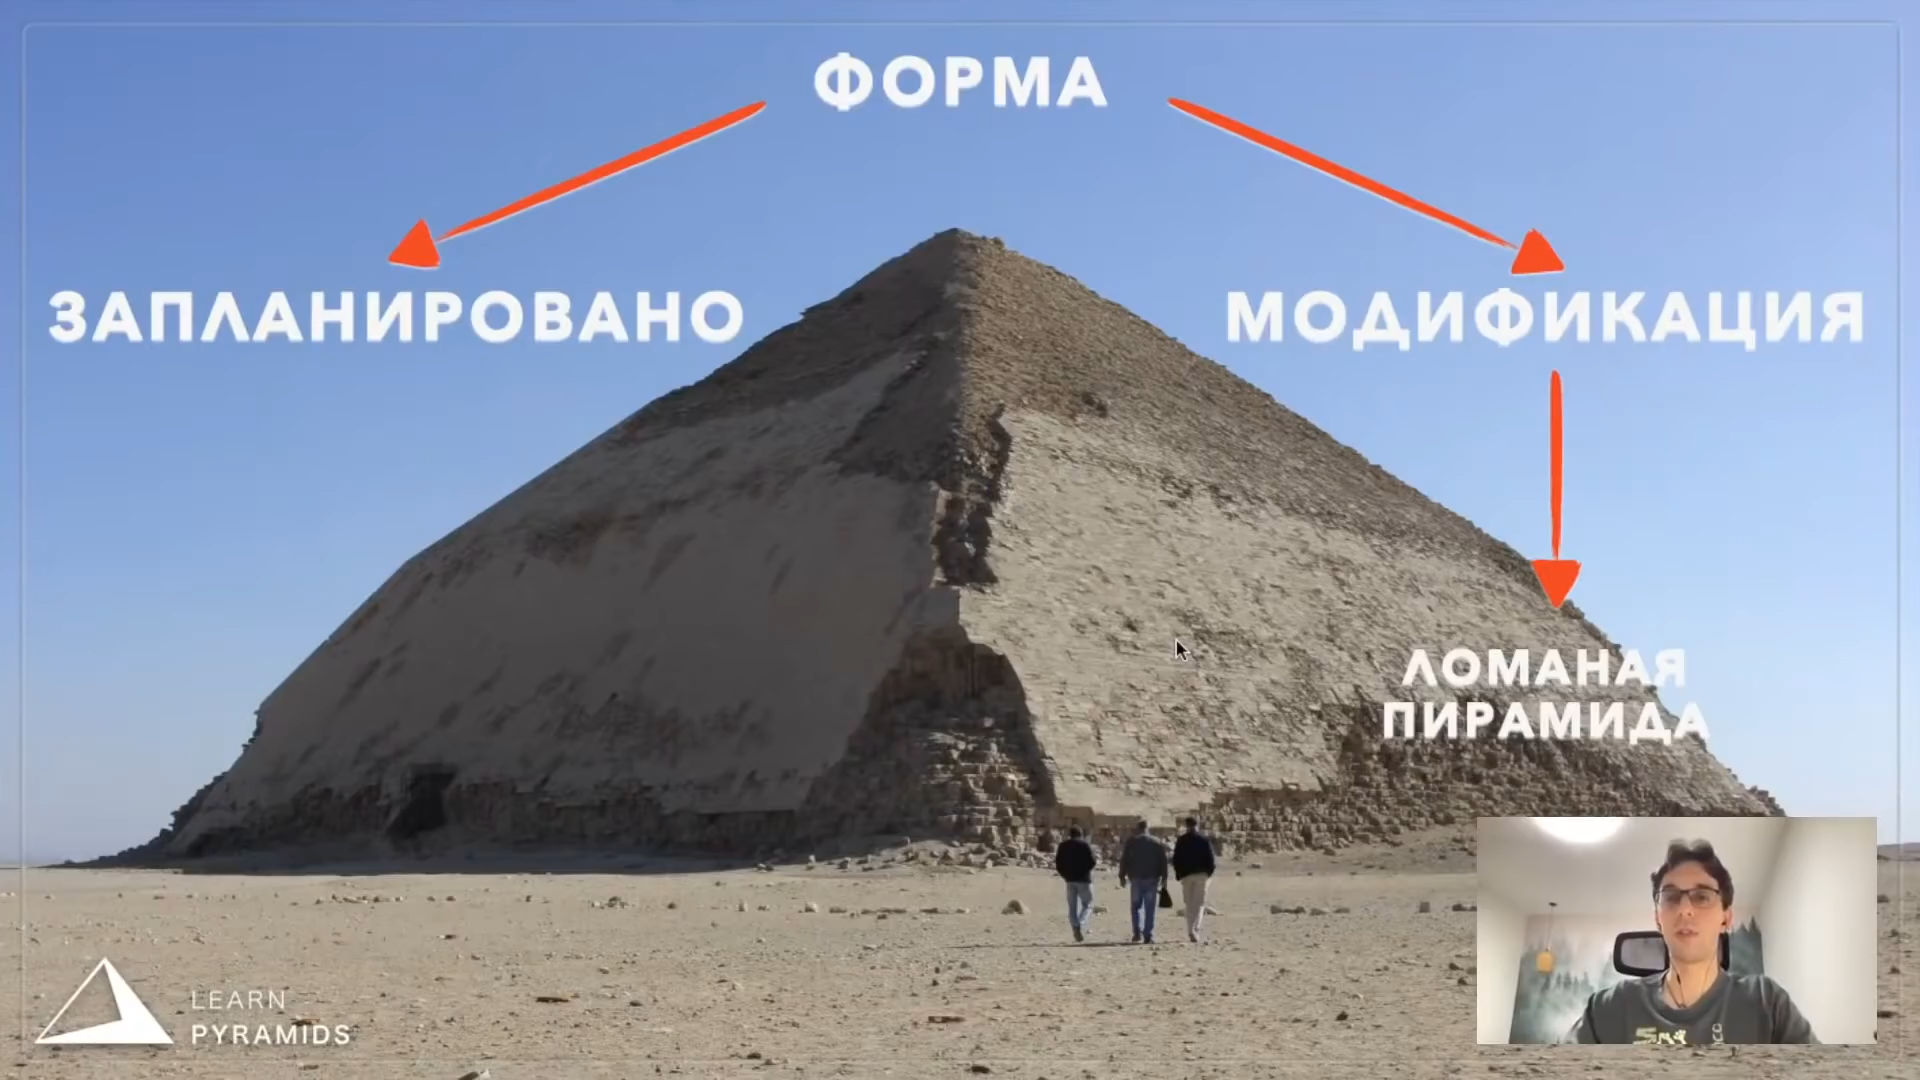 ФОРМА
ЗАПЛАНИРОВАНО
МОДИФИКАЦИЯ
ЛОМАНАЯ
ПИРАМИДА
LEARN
PYRAMIDS